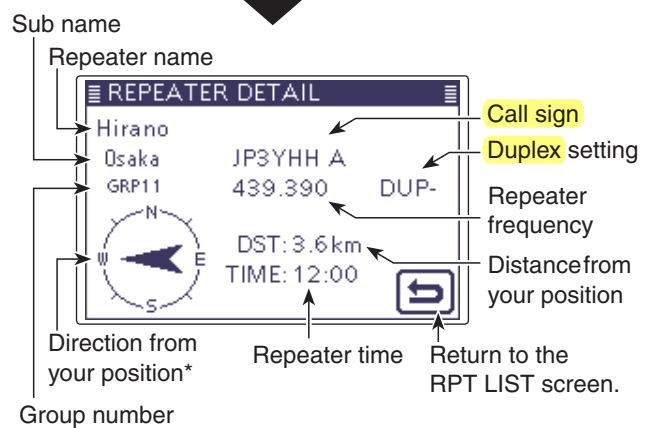 Sub name
Repeater name
REPEATER DETAIL
Hirano
Osaka
JP3YHH A
GRP11
439.390
DUP-
N
W
E
S
DST: 3.6km
TIME: 12:00
Call sign
Duplex setting
Repeater
frequency
Distance from
your position
Direction from
your position*
Repeater time
Return to the
RPT LIST screen.
Group number